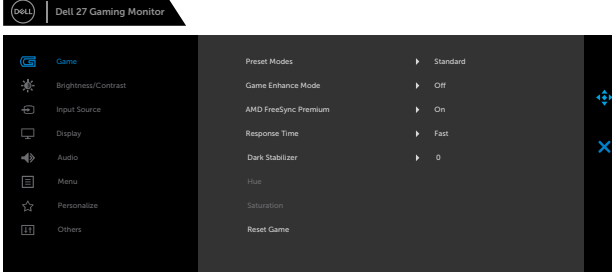 DELL
Dell 27 Gaming Monitor
Game
Preset Modes Standard
Brightness/Contrast
Game Enhance Mode Off
Input Source
AMD FreeSync Premium On
Display
Response Time Fast
Audio
Dark Stabilizer 0
Menu
Hue
Personalize
Saturation
Others
Reset Game